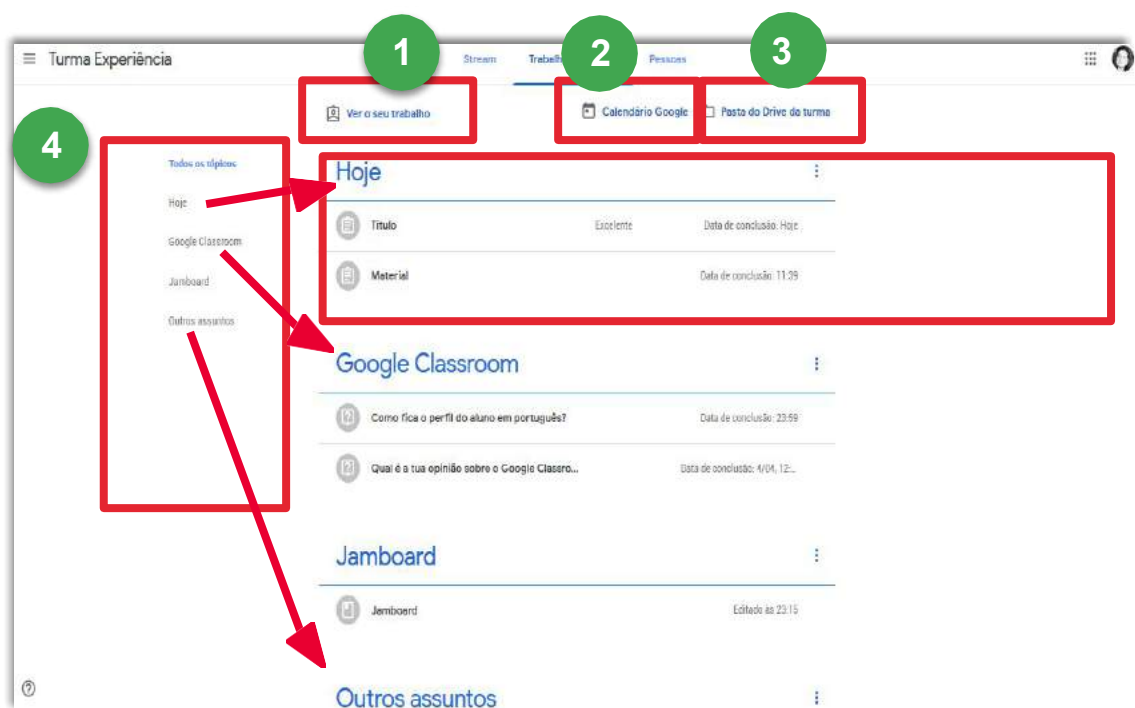 1
2
3
4
Turma Experiência
Stream
Pessoas
Ver o seu trabalho
Calendário Google
Pasta do Drive da turma
Todos os tópicos
Hoje
Google Classroom
Jamboard
Outros assuntos
Hoje
Titulo Excelente Data de conclusão: Hoje
Material Data de conclusão: 11:39
Google Classroom
Como fica o perfil do aluno em português? Data de conclusão: 23:59
Qual é a tua opinião sobre o Google Classro... Data de conclusão: 4/04, 12:...
Jamboard
Jamboard Editado às 23:15
Outros assuntos